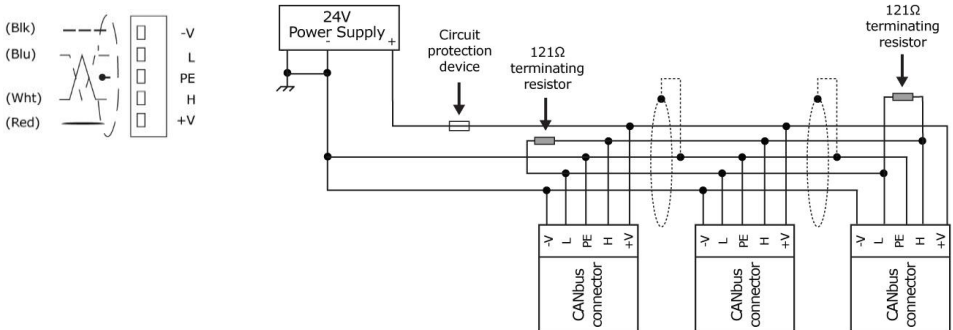 (Blk)
-V
(Blu)
L
PE
(Wht)
H
(Red)
+V
24V
Power Supply
-
+
Circuit
protection
device
121Ω
terminating
resistor
121Ω
terminating
resistor
-V
L
PE
H
+V
CANbus
connector
-V
L
PE
H
+V
CANbus
connector
-V
L
PE
H
+V
CANbus
connector